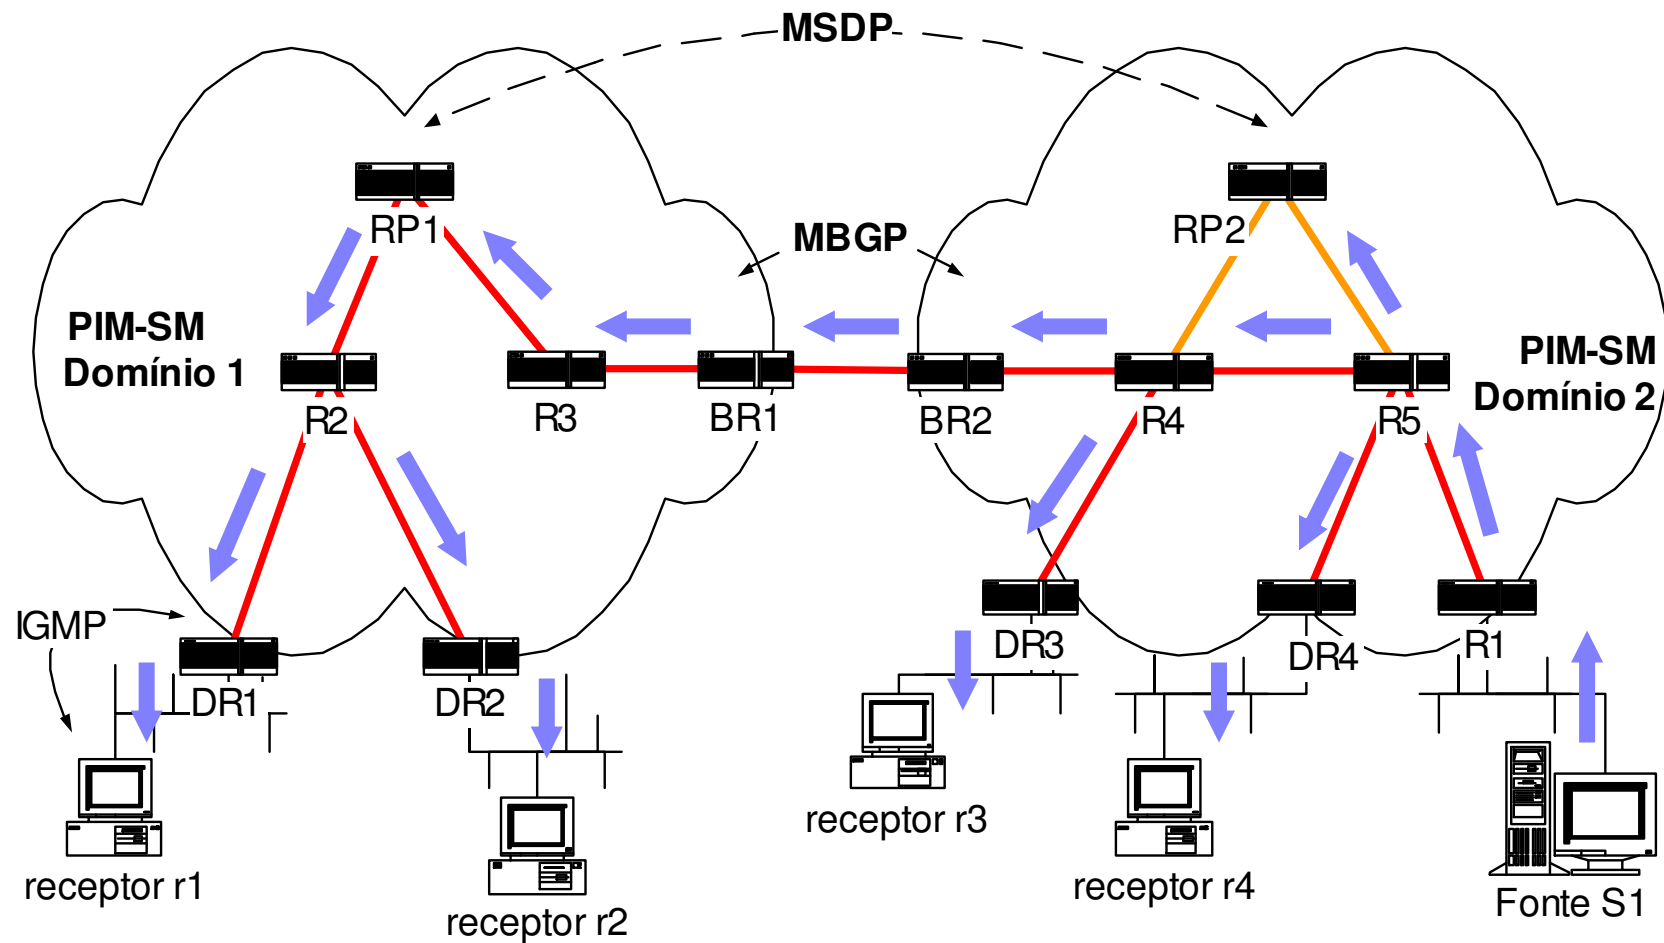 MSDP
RP1
RP2
MBGP
PIM-SM
Domínio 1
PIM-SM
Domínio 2
R2
R3
BR1
BR2
R4
R5
IGMP
DR1
DR2
DR3
DR4
R1
receptor r1
receptor r2
receptor r3
receptor r4
Fonte S1